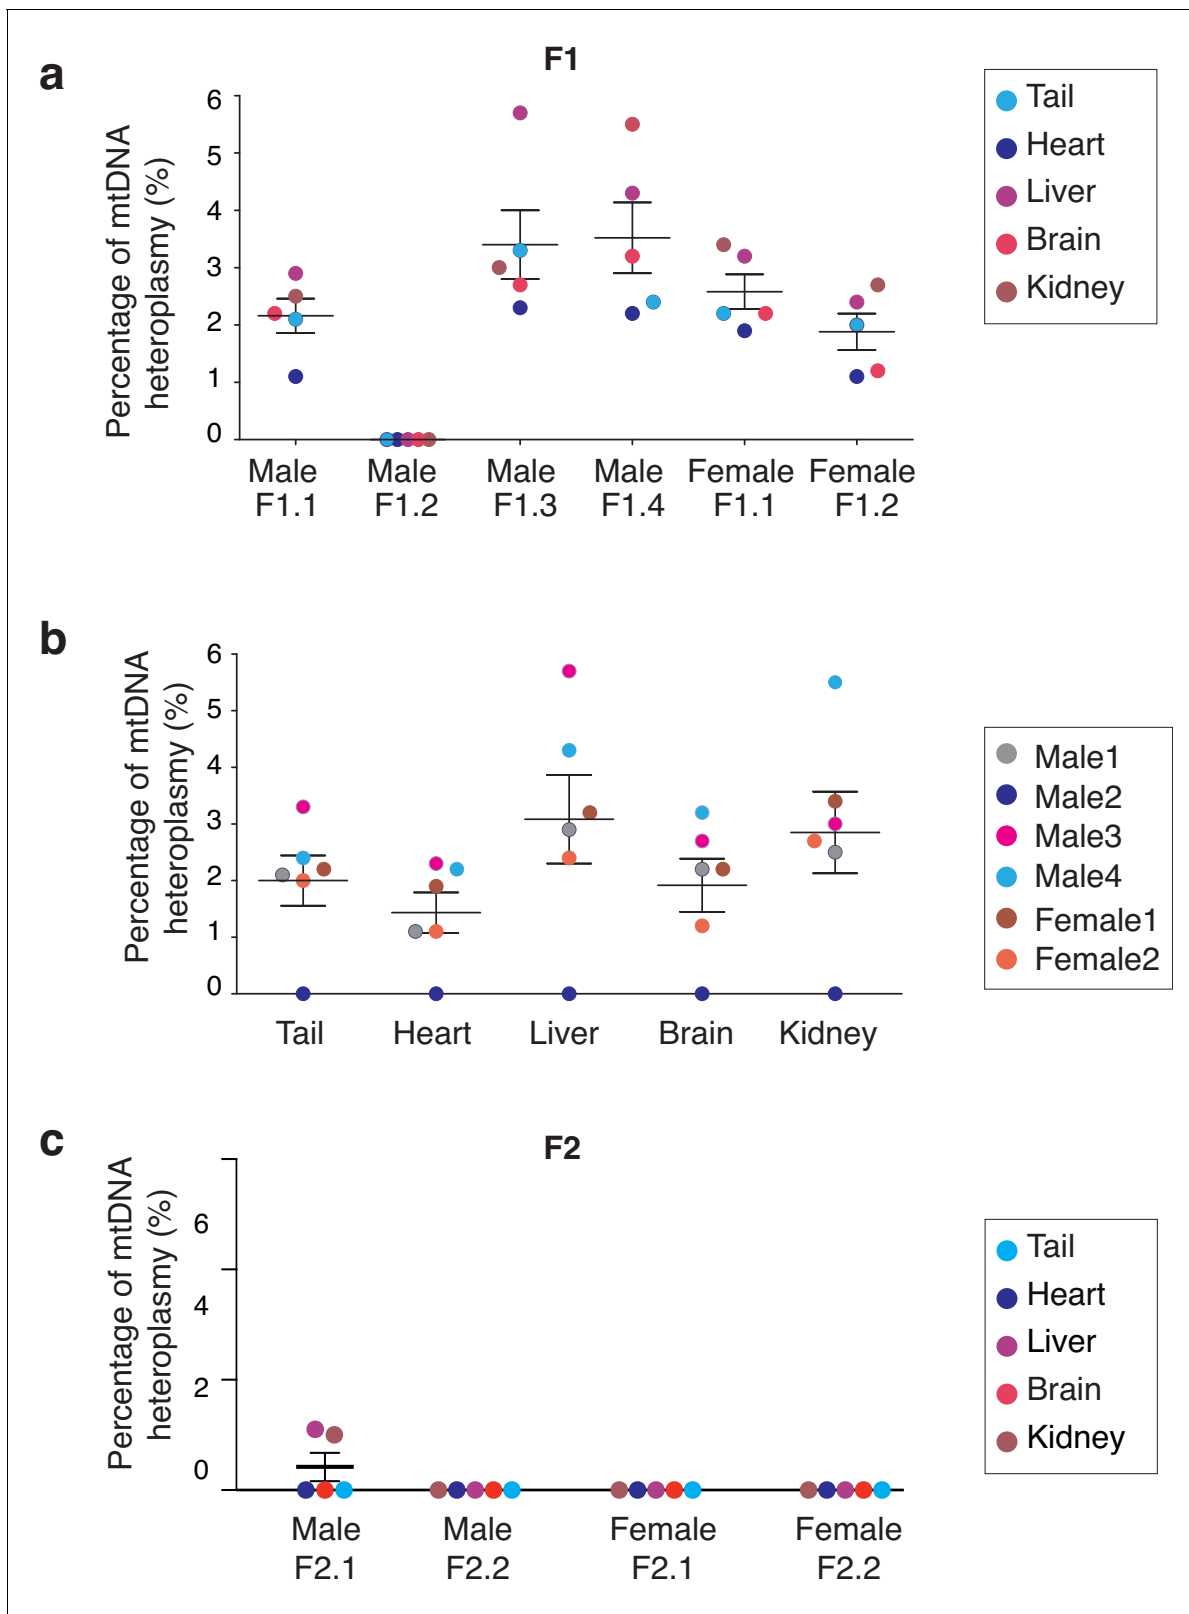 a
F1
Percentage of mtDNA
heteroplasmy (%)
6
5
4
3
2
1
0
Male
F1.1
Male
F1.2
Male
F1.3
Male
F1.4
Female
F1.1
Female
F1.2
Tail
Heart
Liver
Brain
Kidney
b
Percentage of mtDNA
heteroplasmy (%)
6
5
4
3
2
1
0
Tail
Heart
Liver
Brain
Kidney
Male1
Male2
Male3
Male4
Female1
Female2
c
F2
Percentage of mtDNA
heteroplasmy (%)
6
4
2
0
Male
F2.1
Male
F2.2
Female
F2.1
Female
F2.2
Tail
Heart
Liver
Brain
Kidney